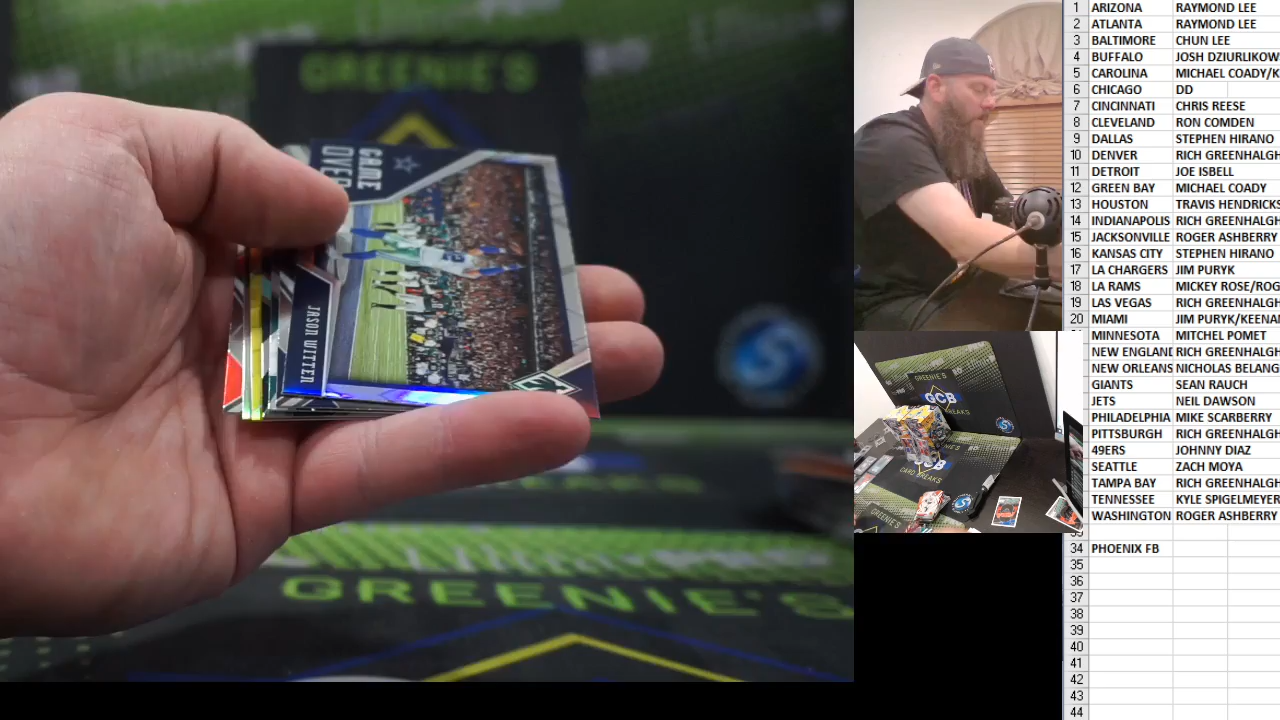 GREENIE'S
GAME
OVER
JASON WITTEN
GREENIE'S
GREENIE'S
GCB
BREAKS
CARD BREAKS
GREENIE'S
1 ARIZONA RAYMOND LEE
2 ATLANTA RAYMOND LEE
3 BALTIMORE CHUN LEE
4 BUFFALO JOSH DZIURLIKOW
5 CAROLINA MICHAEL COADY/K
6 CHICAGO DD
7 CINCINNATI CHRIS REESE
8 CLEVELAND RON COMDEN
9 DALLAS STEPHEN HIRANO
10 DENVER RICH GREENHALGH
11 DETROIT JOE ISBELL
12 GREEN BAY MICHAEL COADY
13 HOUSTON TRAVIS HENDRICKS
14 INDIANAPOLIS RICH GREENHALGH
15 JACKSONVILLE ROGER ASHBERRY
16 KANSAS CITY STEPHEN HIRANO
17 LA CHARGERS JIM PURYK
18 LA RAMS MICKEY ROSE/ROG
19 LAS VEGAS RICH GREENHALGH
20 MIAMI JIM PURYK/KEENAN
MINNESOTA MITCHEL POMET
NEW ENGLAND RICH GREENHALGH
NEW ORLEANS NICHOLAS BELANG
GIANTS SEAN RAUCH
JETS NEIL DAWSON
PHILADELPHIA MIKE SCARBERRY
PITTSBURGH RICH GREENHALGH
49ERS JOHNNY DIAZ
SEATTLE ZACH MOYA
TAMPA BAY RICH GREENHALGH
TENNESSEE KYLE SPIGELMEYER
WASHINGTON ROGER ASHBERRY
34 PHOENIX FB
35
36
37
38
39
40
41
42
43
44